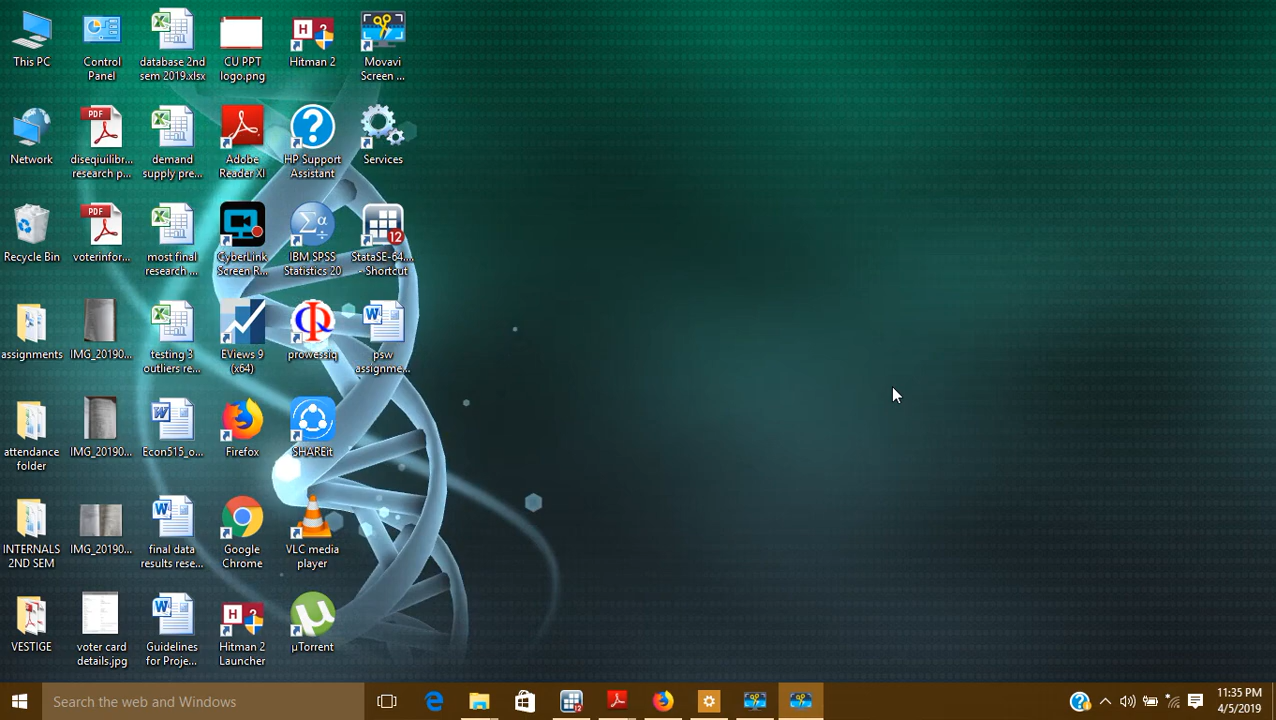 This PC
Control
Panel
database 2nd
sem 2019.xlsx
CU PPT
logo.png
Hitman 2
Movavi
Screen ...
Network
PDF
disequilibr...
research p...
demand
supply pre...
Adobe
Reader XI
HP Support
Assistant
Services
Recycle Bin
PDF
voterinfor...
most final
research ...
CyberLink
Screen R...
IBM SPSS
Statistics 20
12
StataSE-64...
- Shortcut
assignments
IMG_20190...
testing 3
outliers re...
EViews 9
(x64)
prowessiq
psw
assignme...
attendance
folder
IMG_20190...
Econ515_o...
Firefox
SHAREit
INTERNALS
2ND SEM
IMG_20190...
final data
results rese...
Google
Chrome
VLC media
player
VESTIGE
voter card
details.jpg
Guidelines
for Proje...
Hitman 2
Launcher
µTorrent
Search the web and Windows
11:35 PM
4/5/2019